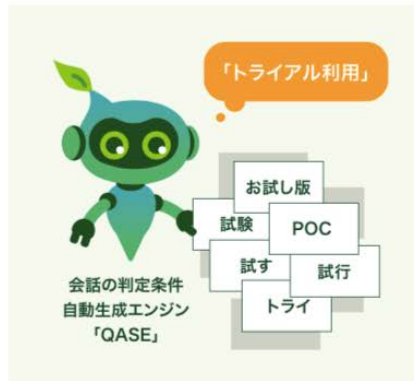 「トライアル利用」
お試し版
試験
POC
試す
試行
トライ
会話の判定条件
自動生成エンジン
「QASE」